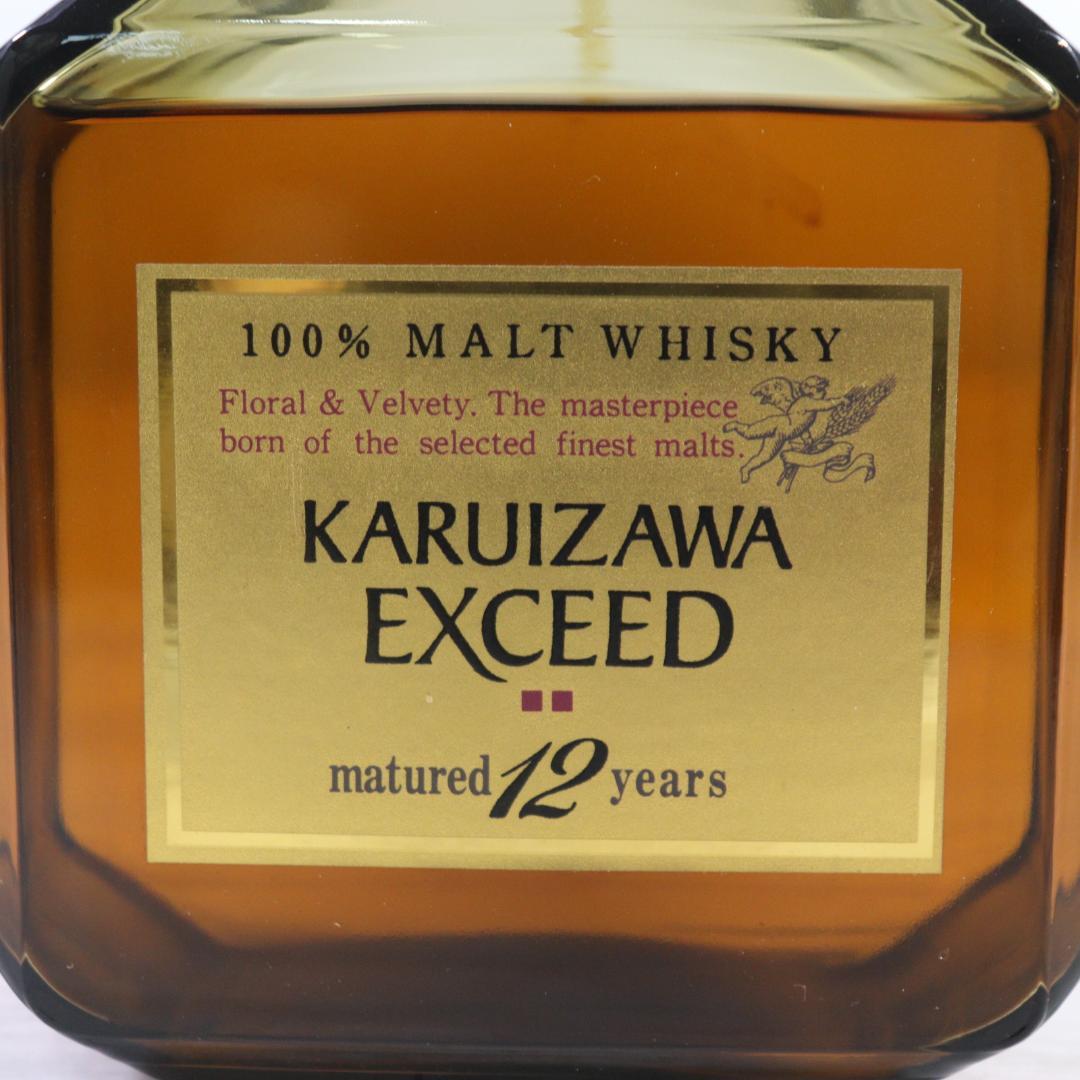 100% MALT WHISKY
Floral & Velvety. The masterpiece
born of the selected finest malts.
KARUIZAWA
EXCEED
matured 12 years